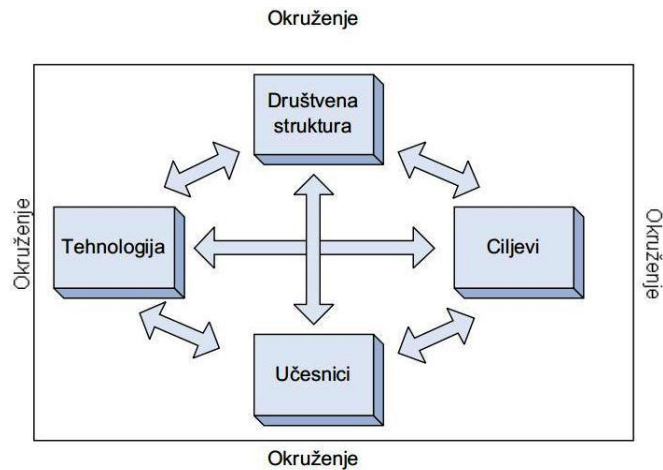 Okruženje
Društvena
struktura
Okruženje
Tehnologija
Ciljevi
Okruženje
Učesnici
Okruženje